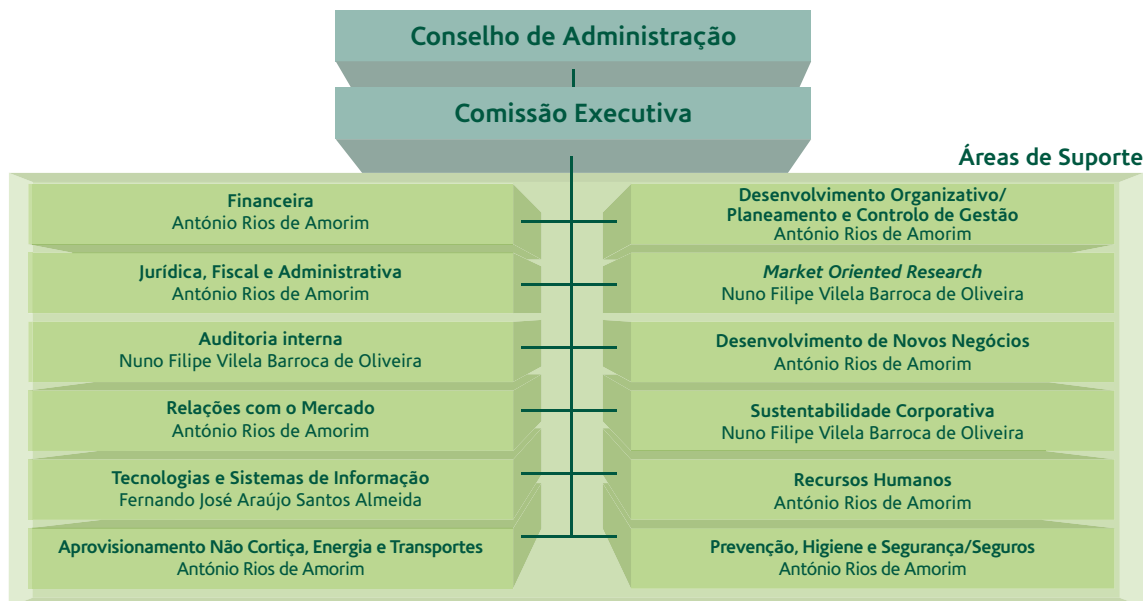 Conselho de Administração
Comissão Executiva
Áreas de Suporte
Financeira
António Rios de Amorim
Jurídica, Fiscal e Administrativa
António Rios de Amorim
Auditoria interna
Nuno Filipe Vilela Barroca de Oliveira
Relações com o Mercado
António Rios de Amorim
Tecnologias e Sistemas de Informação
Fernando José Araújo Santos Almeida
Aprovisionamento Não Cortiça, Energia e Transportes
António Rios de Amorim
Desenvolvimento Organizativo/
Planeamento e Controlo de Gestão
António Rios de Amorim
Market Oriented Research
Nuno Filipe Vilela Barroca de Oliveira
Desenvolvimento de Novos Negócios
António Rios de Amorim
Sustentabilidade Corporativa
Nuno Filipe Vilela Barroca de Oliveira
Recursos Humanos
António Rios de Amorim
Prevenção, Higiene e Segurança/Seguros
António Rios de Amorim